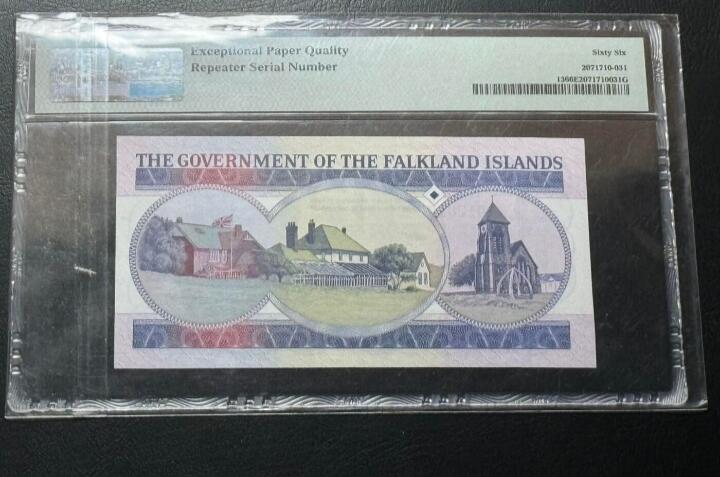 Exceptional Paper Quality
Repeater Serial Number
Sixty Six
2071710-031
1366E2071710031G
THE GOVERNMENT OF THE FALKLAND ISLANDS